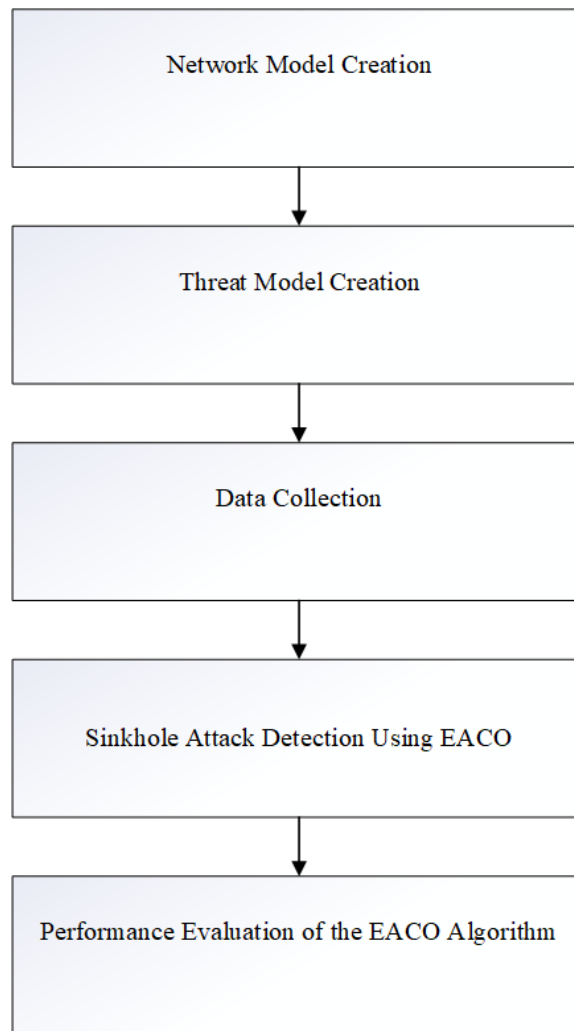 Network Model Creation
Threat Model Creation
Data Collection
Sinkhole Attack Detection Using EACO
Performance Evaluation of the EACO Algorithm